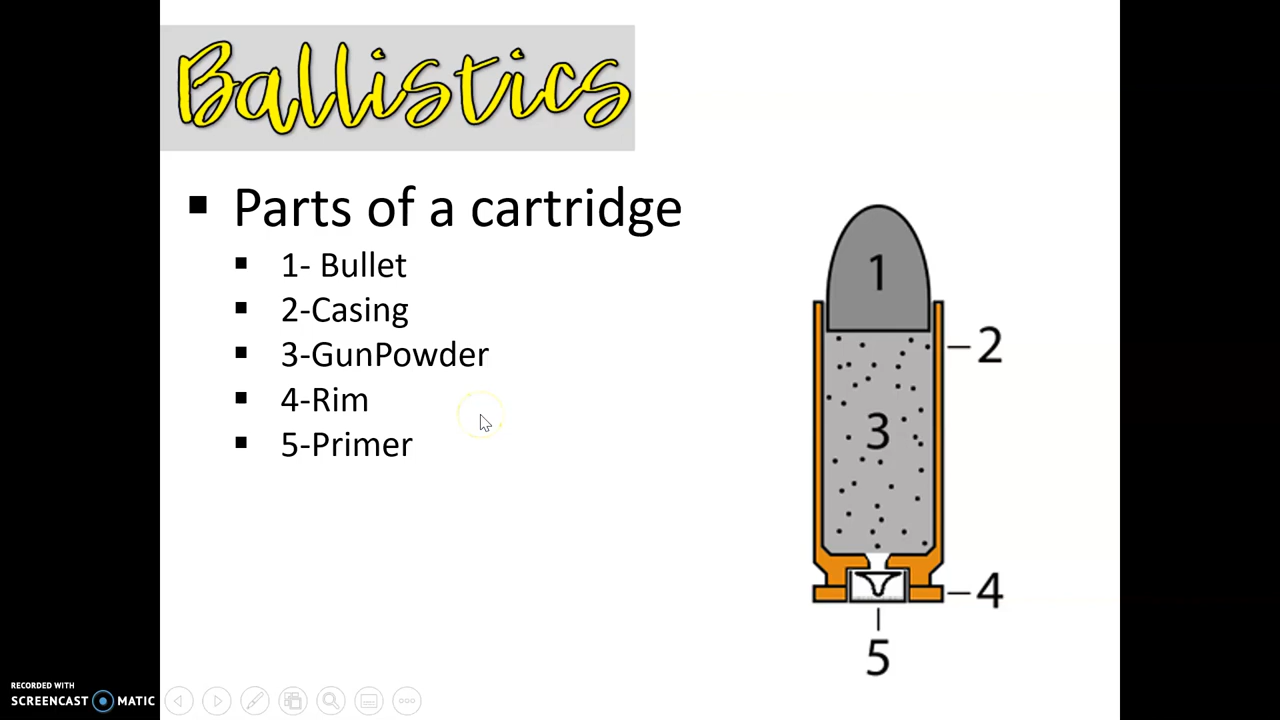 Ballistics
Parts of a cartridge
1- Bullet
2-Casing
3-GunPowder
4-Rim
5-Primer
1
2
3
4
5
RECORDED WITH
SCREENCAST MATIC